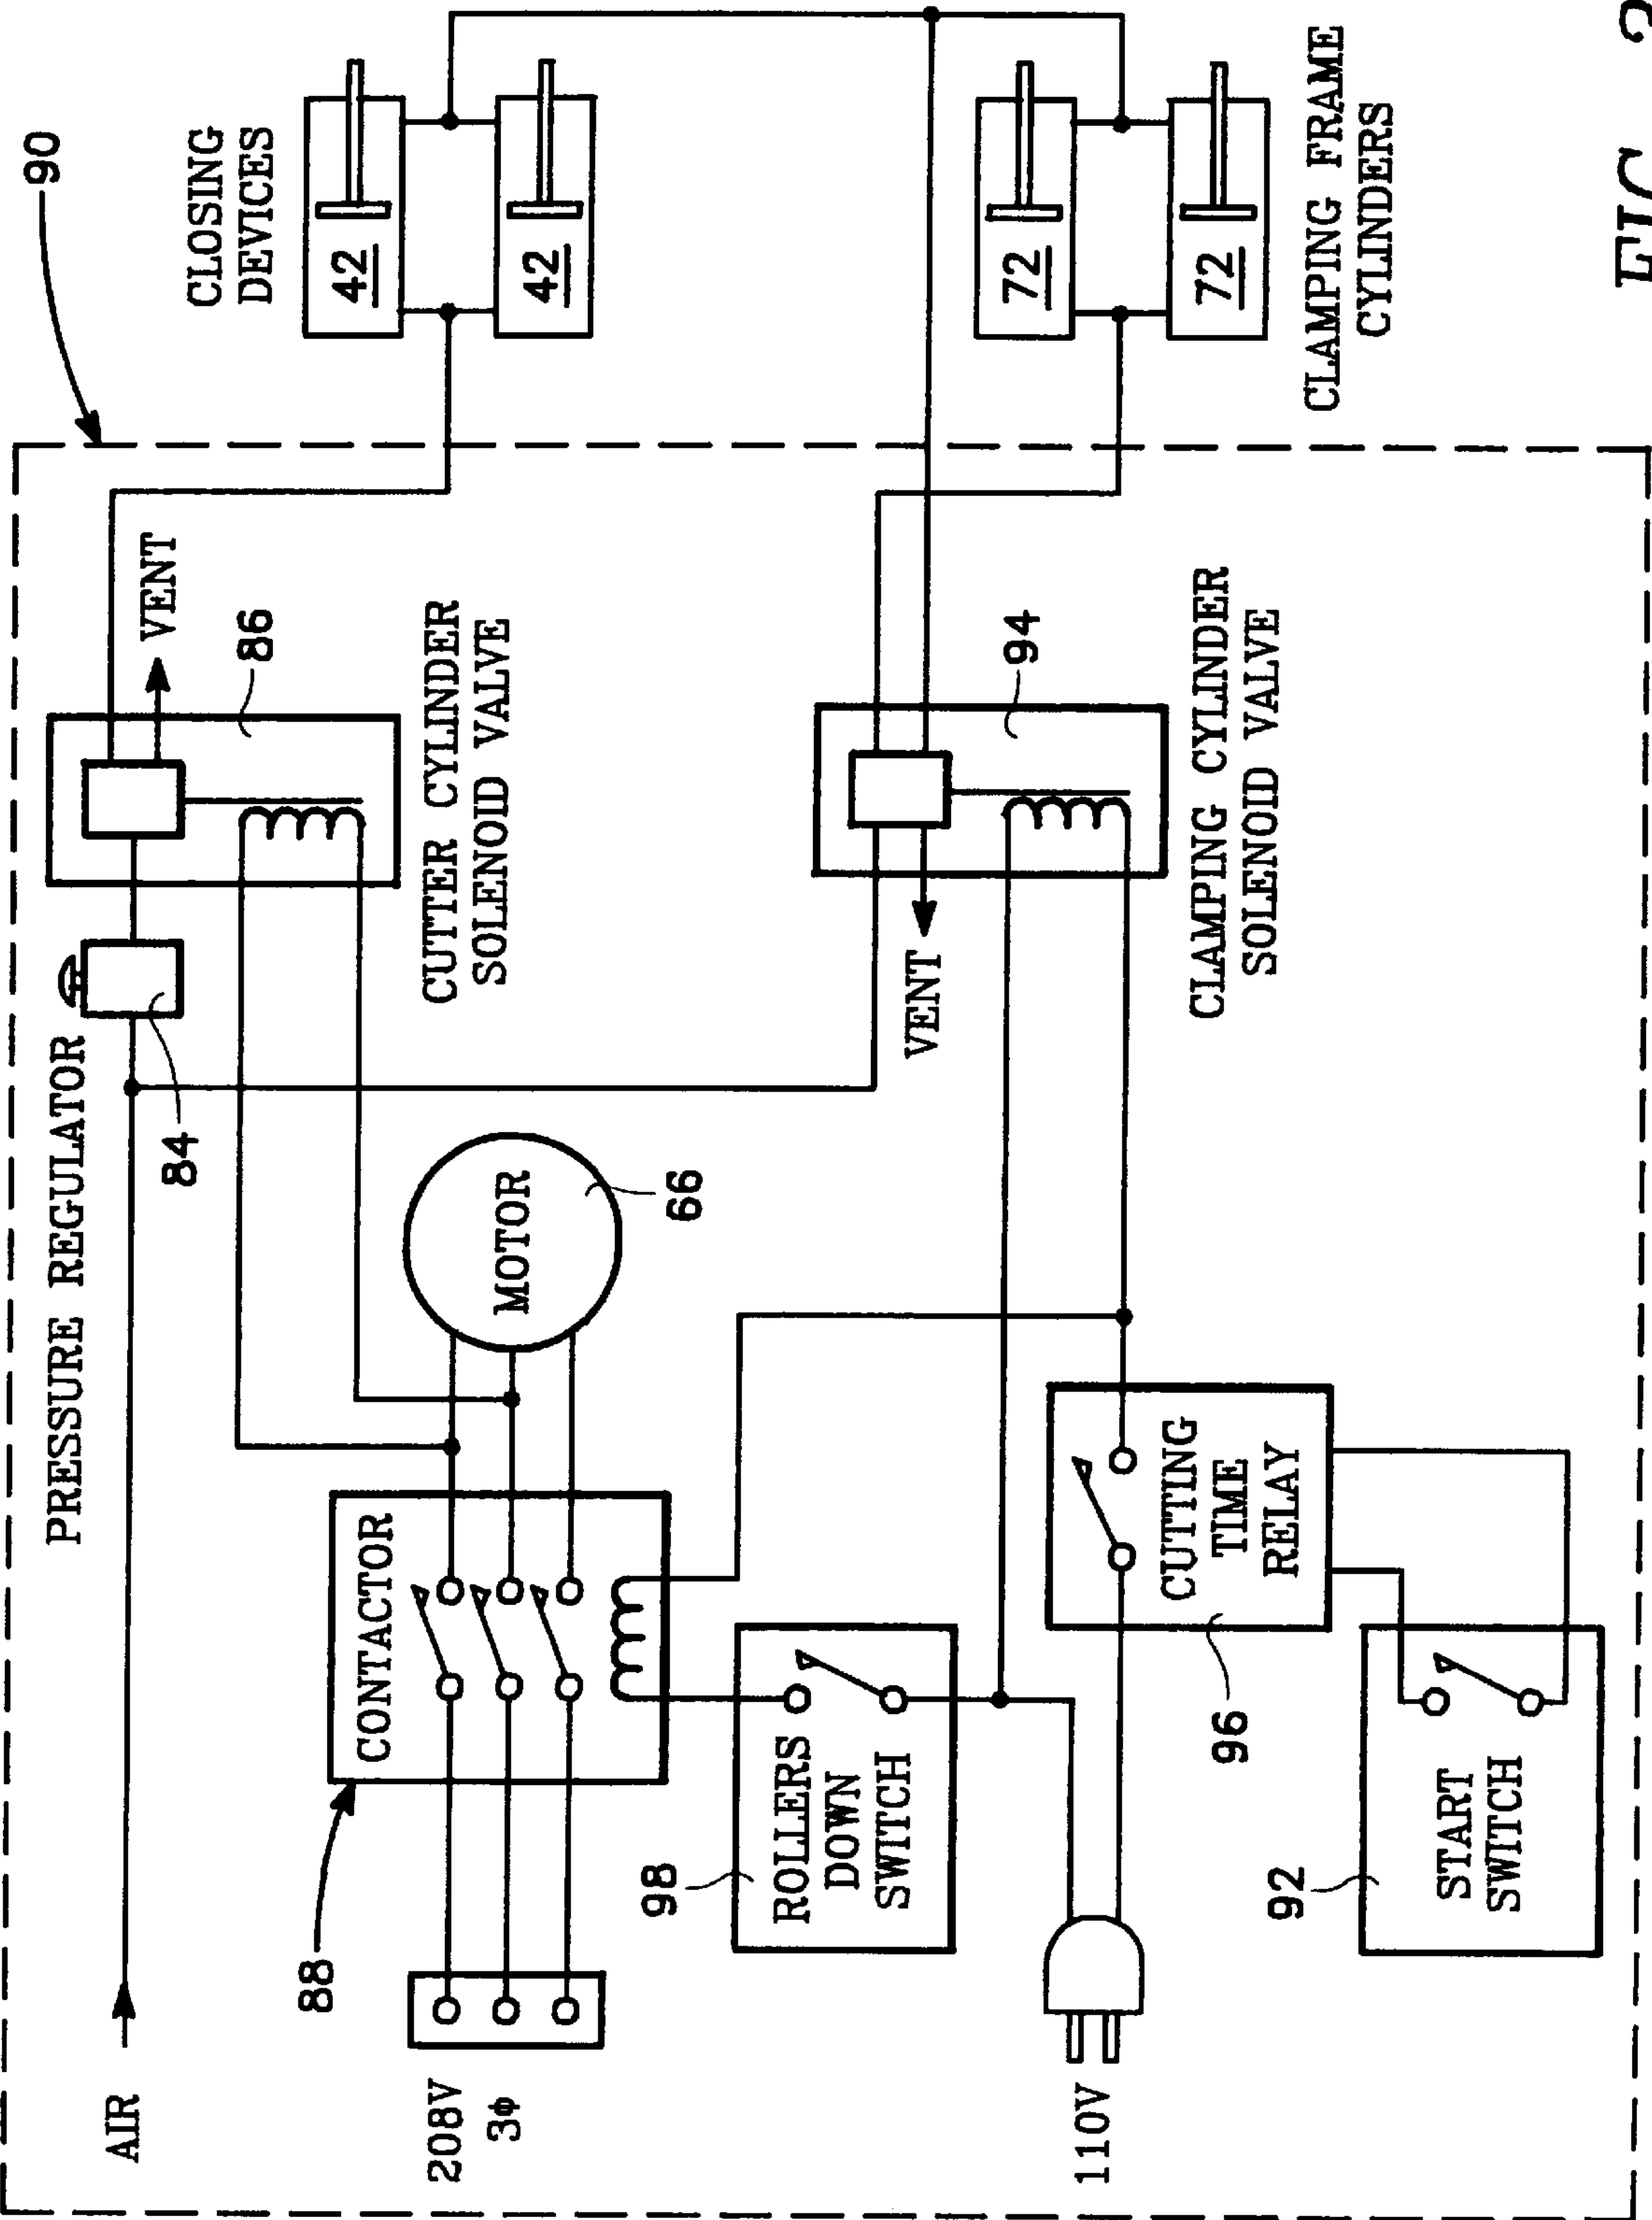 90
CLOSING
DEVICES
42
42
72
72
CLAMPING FRAME
CYLINDERS
VENT
86
CUTTER CYLINDER
SOLENOID VALVE
94
CLAMPING CYLINDER
SOLENOID VALVE
VENT
PRESSURE REGULATOR
84
MOTOR
66
CONTACTOR
88
CUTTING
TIME
RELAY
96
ROLLERS
DOWN
SWITCH
98
START
SWITCH
92
AIR
208V
3Φ
110V